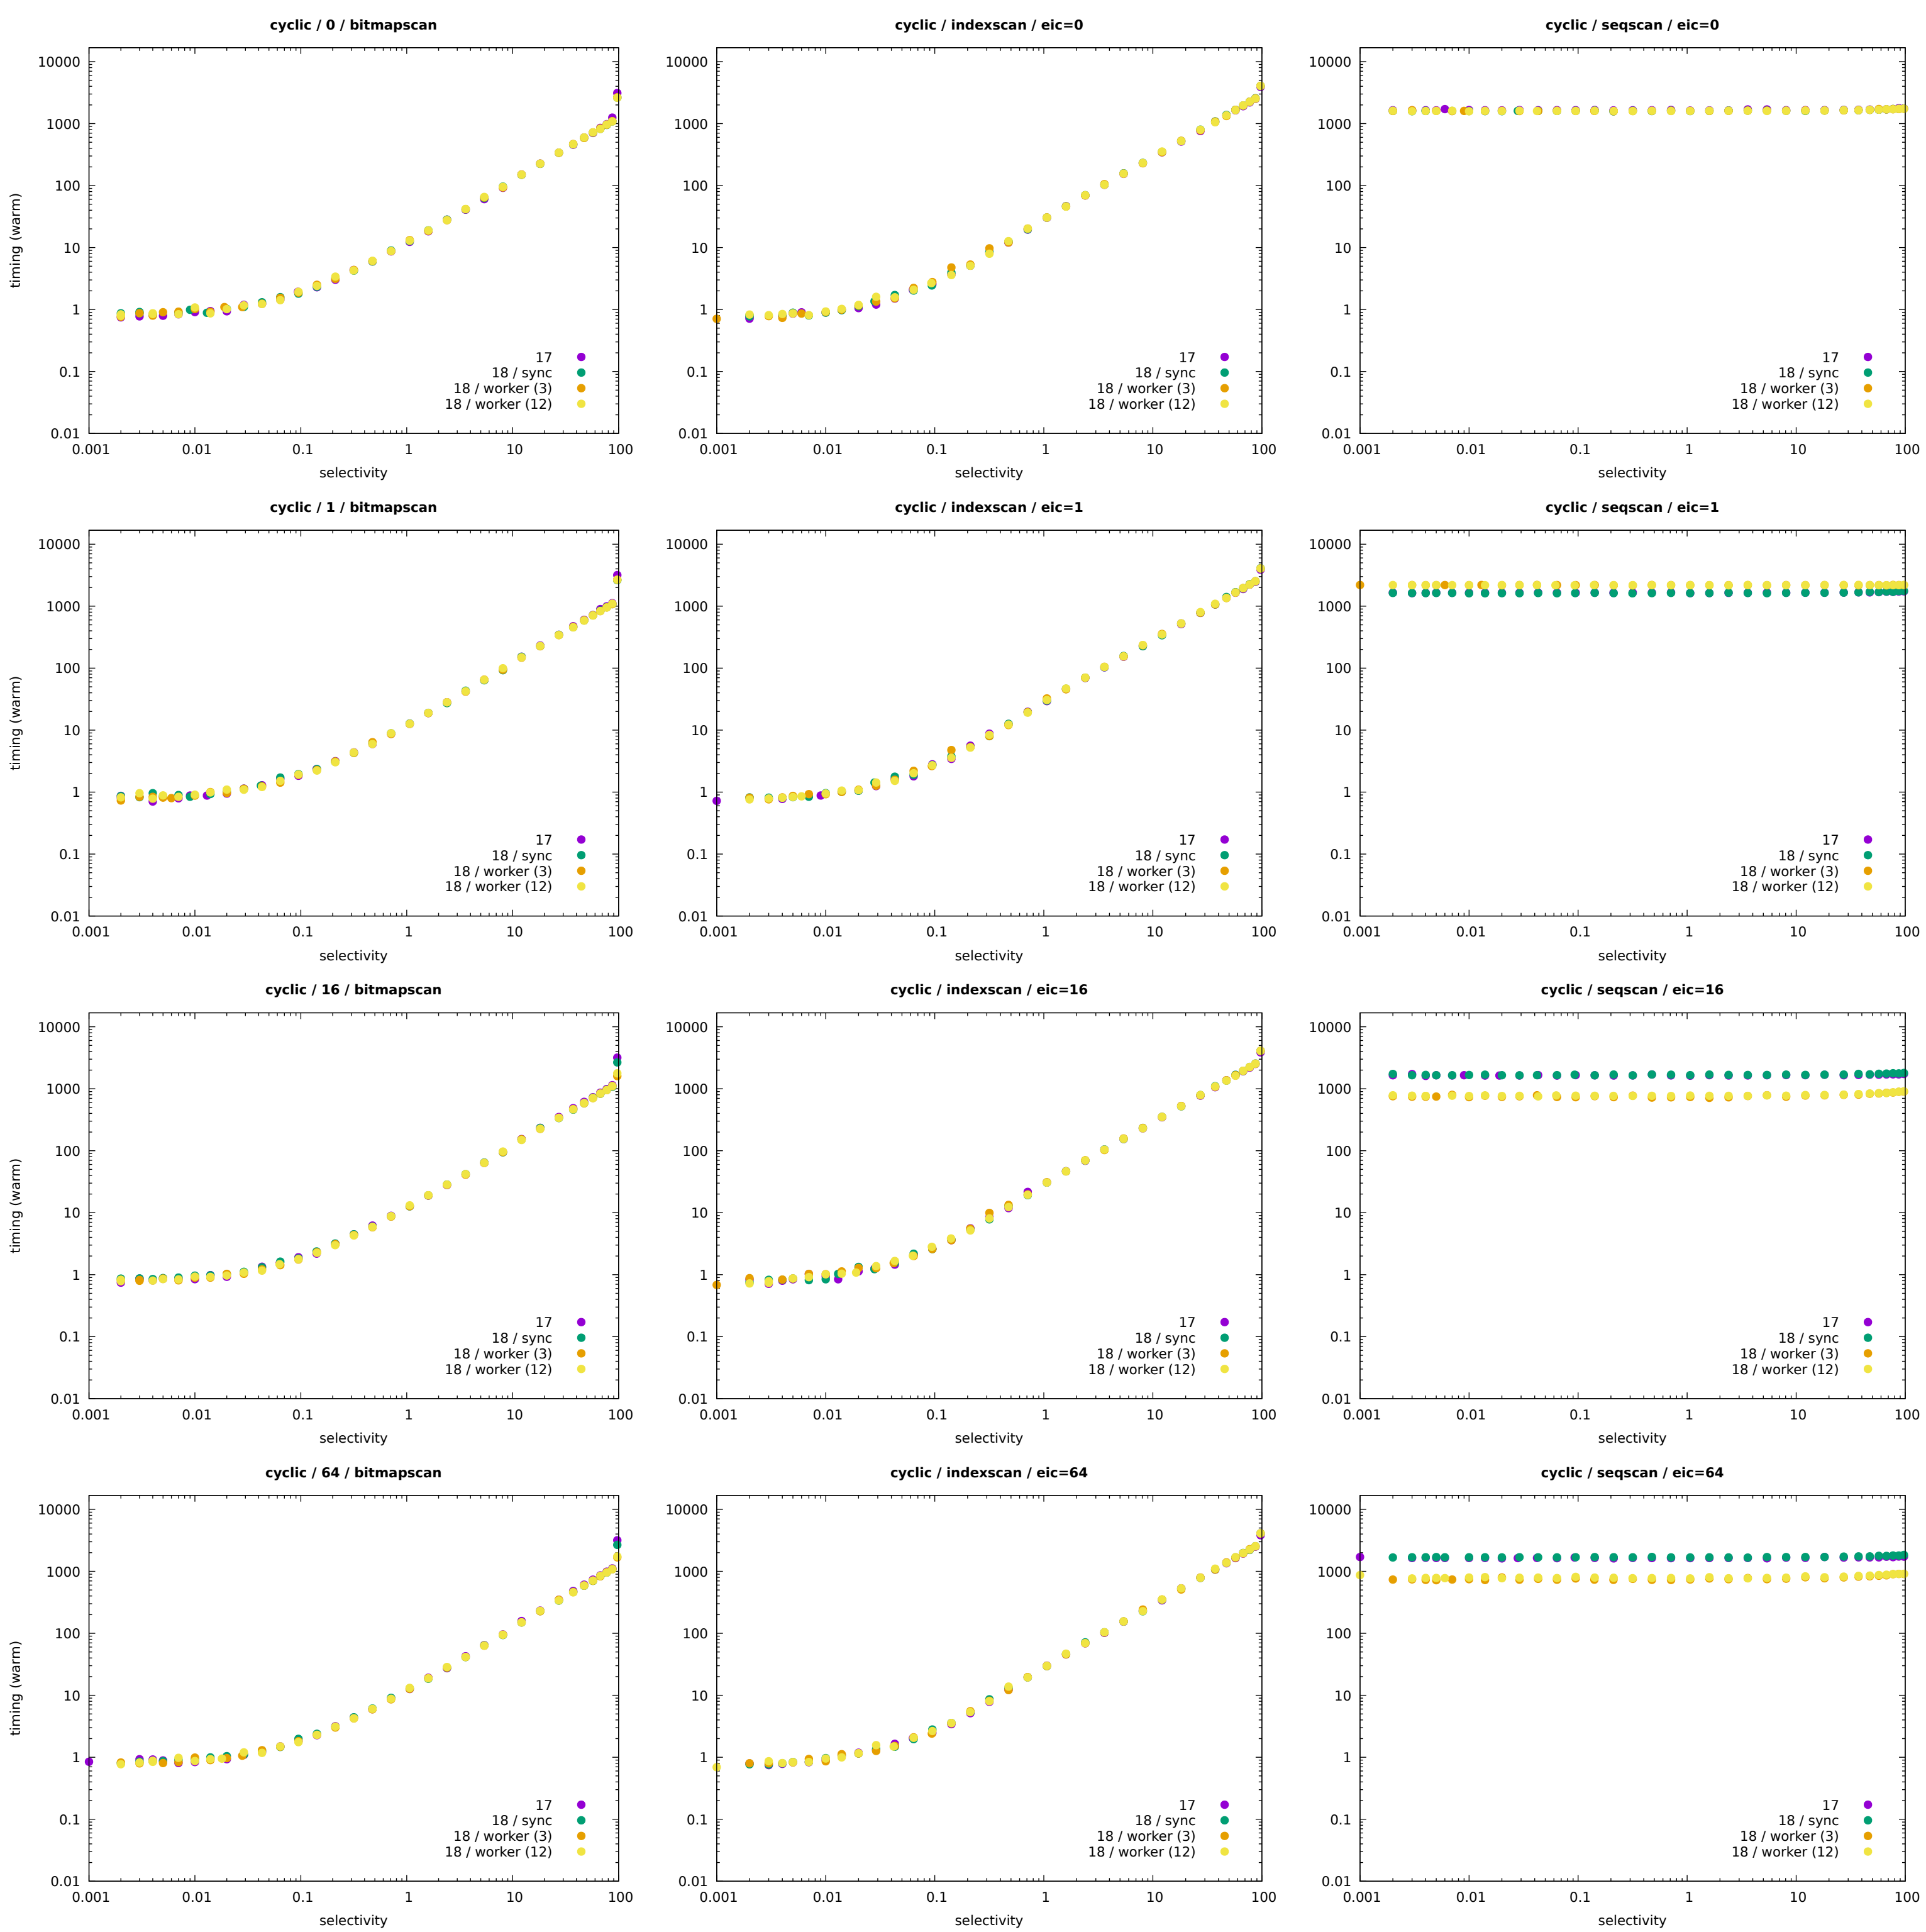 cyclic / 0 / bitmapscan
10000
1000
100
10
1
0.1
0.01
timing (warm)
17
18 / sync
18 / worker (3)
18 / worker (12)
0.001 0.01 0.1 1 10 100
selectivity
cyclic / indexscan / eic=0
10000
1000
100
10
1
0.1
0.01
17
18 / sync
18 / worker (3)
18 / worker (12)
0.001 0.01 0.1 1 10 100
selectivity
cyclic / seqscan / eic=0
10000
1000
100
10
1
0.1
0.01
17
18 / sync
18 / worker (3)
18 / worker (12)
0.001 0.01 0.1 1 10 100
selectivity
cyclic / 1 / bitmapscan
10000
1000
100
10
1
0.1
0.01
timing (warm)
17
18 / sync
18 / worker (3)
18 / worker (12)
0.001 0.01 0.1 1 10 100
selectivity
cyclic / indexscan / eic=1
10000
1000
100
10
1
0.1
0.01
17
18 / sync
18 / worker (3)
18 / worker (12)
0.001 0.01 0.1 1 10 100
selectivity
cyclic / seqscan / eic=1
10000
1000
100
10
1
0.1
0.01
17
18 / sync
18 / worker (3)
18 / worker (12)
0.001 0.01 0.1 1 10 100
selectivity
cyclic / 16 / bitmapscan
10000
1000
100
10
1
0.1
0.01
timing (warm)
17
18 / sync
18 / worker (3)
18 / worker (12)
0.001 0.01 0.1 1 10 100
selectivity
cyclic / indexscan / eic=16
10000
1000
100
10
1
0.1
0.01
17
18 / sync
18 / worker (3)
18 / worker (12)
0.001 0.01 0.1 1 10 100
selectivity
cyclic / seqscan / eic=16
10000
1000
100
10
1
0.1
0.01
17
18 / sync
18 / worker (3)
18 / worker (12)
0.001 0.01 0.1 1 10 100
selectivity
cyclic / 64 / bitmapscan
10000
1000
100
10
1
0.1
0.01
timing (warm)
17
18 / sync
18 / worker (3)
18 / worker (12)
0.001 0.01 0.1 1 10 100
selectivity
cyclic / indexscan / eic=64
10000
1000
100
10
1
0.1
0.01
17
18 / sync
18 / worker (3)
18 / worker (12)
0.001 0.01 0.1 1 10 100
selectivity
cyclic / seqscan / eic=64
10000
1000
100
10
1
0.1
0.01
17
18 / sync
18 / worker (3)
18 / worker (12)
0.001 0.01 0.1 1 10 100
selectivity